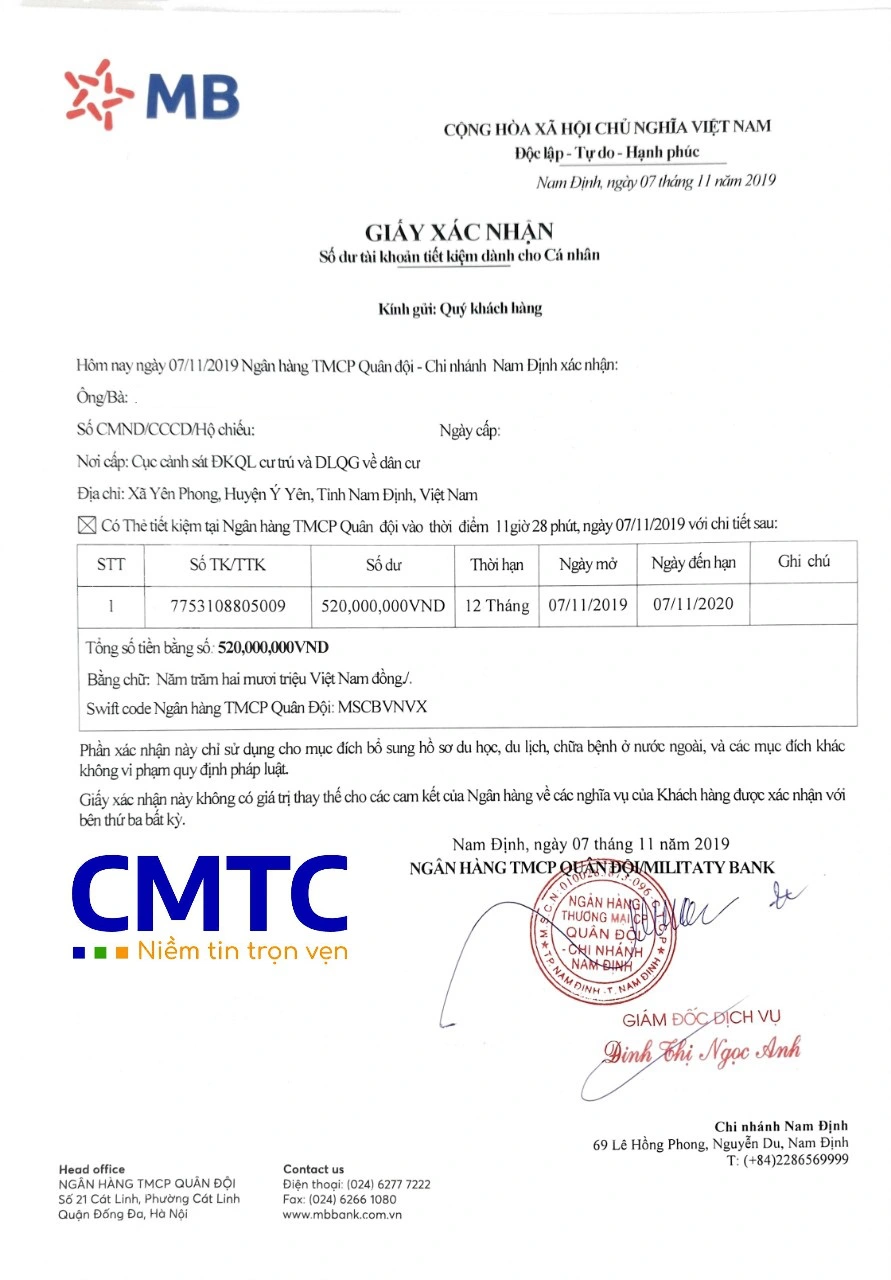 MB
CỘNG HÒA XÃ HỘI CHỦ NGHĨA VIỆT NAM
Độc lập - Tự do - Hạnh phúc
Nam Định, ngày 07 tháng 11 năm 2019
GIẤY XÁC NHẬN
Số dư tài khoản tiết kiệm dành cho Cá nhân
Kính gửi: Quý khách hàng
Hôm nay ngày 07/11/2019 Ngân hàng TMCP Quân đội - Chi nhánh Nam Định xác nhận:
Ông/Bà: .
Số CMND/CCCD/Hộ chiếu: Ngày cấp:
Nơi cấp: Cục cảnh sát ĐKQL cư trú và DLQG về dân cư
Địa chỉ: Xã Yên Phong, Huyện Ý Yên, Tỉnh Nam Định, Việt Nam
Có Thẻ tiết kiệm tại Ngân hàng TMCP Quân đội vào thời điểm 11giờ 28 phút, ngày 07/11/2019 với chi tiết sau:
STT Số TK/TTK Số dư Thời hạn Ngày mở Ngày đến hạn Ghi chú
1 7753108805009 520,000,000VND 12 Tháng 07/11/2019 07/11/2020
Tổng số tiền bằng số: 520,000,000VND
Bằng chữ: Năm trăm hai mươi triệu Việt Nam đồng./.
Swift code Ngân hàng TMCP Quân Đội: MSCBVNVX
Phần xác nhận này chỉ sử dụng cho mục đích bổ sung hồ sơ du học, du lịch, chữa bệnh ở nước ngoài, và các mục đích khác
không vi phạm quy định pháp luật.
Giấy xác nhận này không có giá trị thay thế cho các cam kết của Ngân hàng về các nghĩa vụ của Khách hàng được xác nhận với
bên thứ ba bất kỳ.
Nam Định, ngày 07 tháng 11 năm 2019
NGÂN HÀNG TMCP QUÂN ĐỘI/MILITATY BANK
CMTC
Niềm tin trọn vẹn
NGÂN HÀNG
THƯƠNG MẠI CP
QUÂN ĐỘI
- CHI NHÁNH
NAM ĐỊNH
TP. NAM ĐỊNH - T. NAM ĐỊNH
GIÁM ĐỐC DỊCH VỤ
Đinh Thị Ngọc Anh
Chi nhánh Nam Định
69 Lê Hồng Phong, Nguyễn Du, Nam Định
T: (+84)2286569999
Head office
NGÂN HÀNG TMCP QUÂN ĐỘI
Số 21 Cát Linh, Phường Cát Linh
Quận Đống Đa, Hà Nội
Contact us
Điện thoại: (024) 6277 7222
Fax: (024) 6266 1080
www.mbbank.com.vn